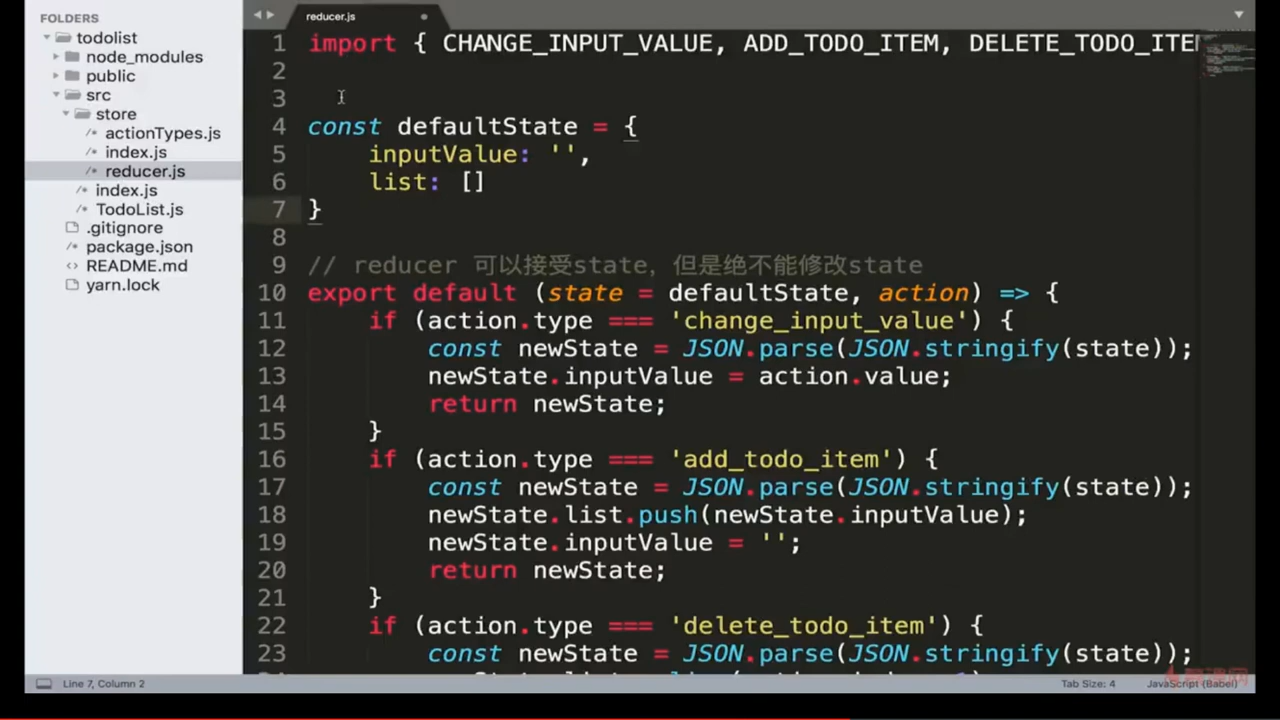 FOLDERS
todolist
node_modules
public
src
store
actionTypes.js
index.js
reducer.js
index.js
TodoList.js
.gitignore
package.json
README.md
yarn.lock
reducer.js
1 import { CHANGE_INPUT_VALUE, ADD_TODO_ITEM, DELETE_TODO_ITEM
2
3
4 const defaultState = {
5 inputValue: '',
6 list: []
7 }
8
9 // reducer 可以接受state，但是绝不能修改state
10 export default (state = defaultState, action) => {
11 if (action.type === 'change_input_value') {
12 const newState = JSON.parse(JSON.stringify(state));
13 newState.inputValue = action.value;
14 return newState;
15 }
16 if (action.type === 'add_todo_item') {
17 const newState = JSON.parse(JSON.stringify(state));
18 newState.list.push(newState.inputValue);
19 newState.inputValue = '';
20 return newState;
21 }
22 if (action.type === 'delete_todo_item') {
23 const newState = JSON.parse(JSON.stringify(state));
Line 7, Column 2
Tab Size: 4
JavaScript (Babel)